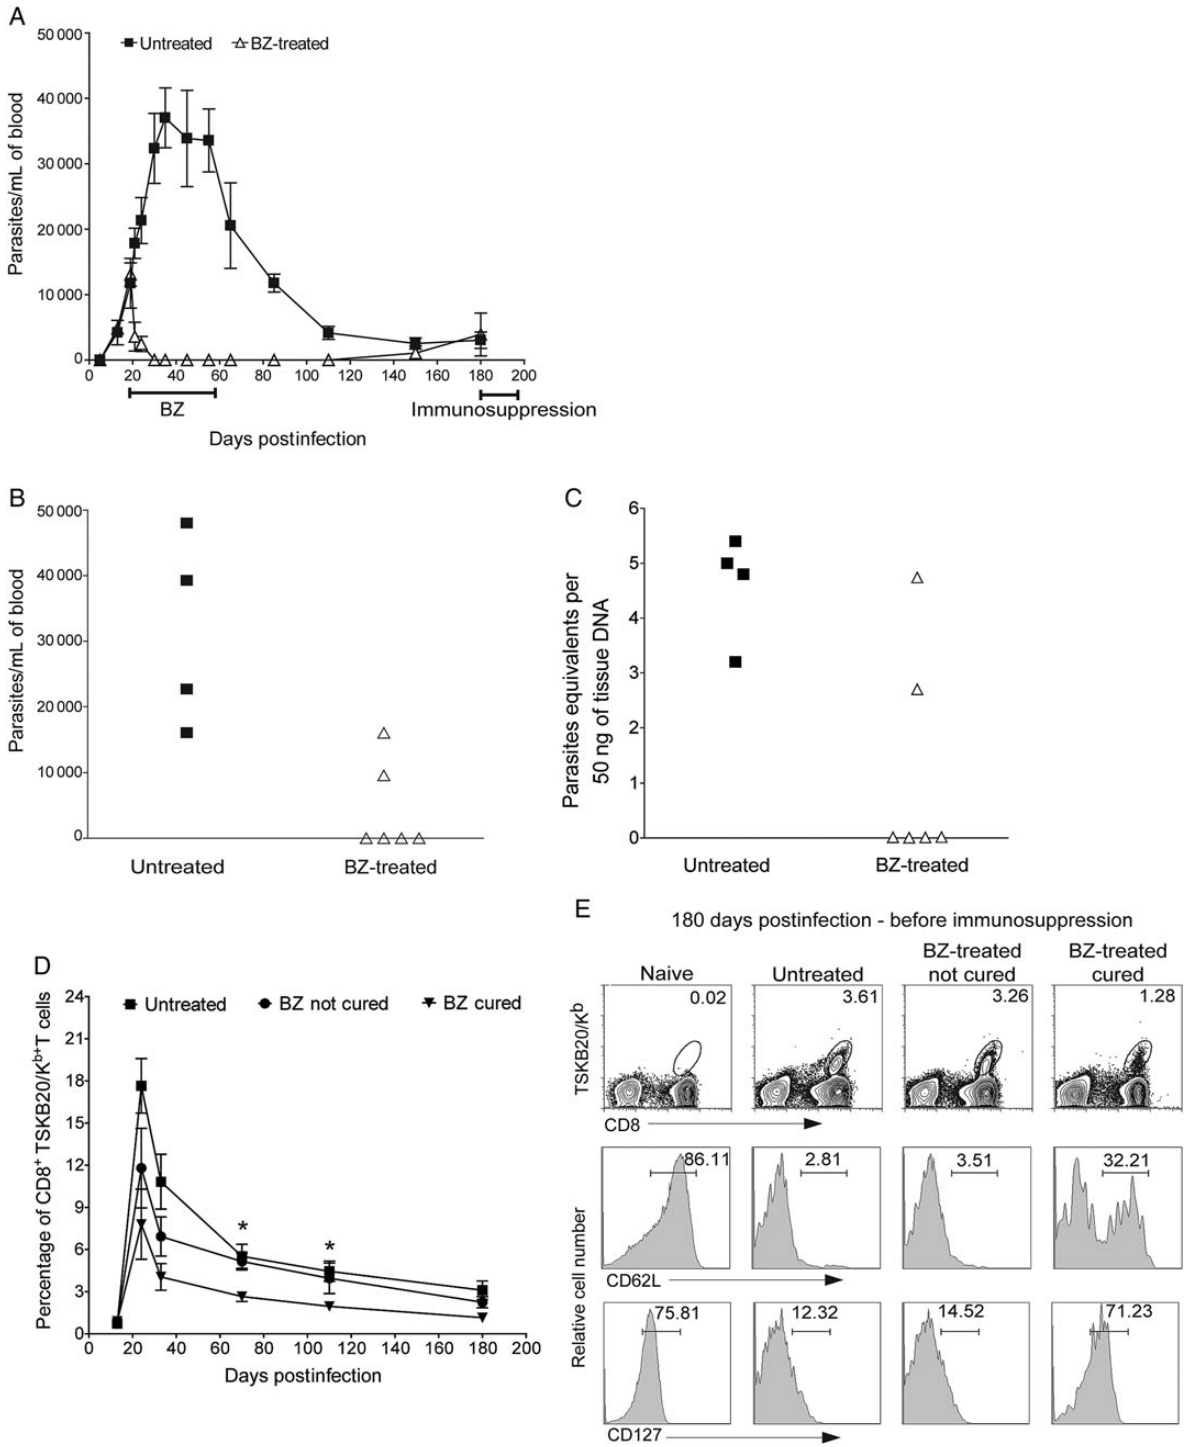 A
50 000
Untreated
BZ-treated
40 000
30 000
20 000
10 000
0
Parasites/mL of blood
0 20 40 60 80 100 120 140 160 180 200
BZ
Immunosuppression
Days postinfection
B
50 000
40 000
30 000
20 000
10 000
0
Parasites/mL of blood
Untreated BZ-treated
C
6
5
4
3
2
1
0
Parasites equivalents per
50 ng of tissue DNA
Untreated BZ-treated
D
24
21
18
15
12
9
6
3
0
Percentage of CD8+ TSKB20/Kb+T cells
Untreated BZ not cured BZ cured
* *
0 20 40 60 80 100 120 140 160 180 200
Days postinfection
E
180 days postinfection - before immunosuppression
Naive
Untreated
BZ-treated
not cured
BZ-treated
cured
0.02 3.61 3.26 1.28
TSKB20/Kb
CD8
86.11 2.81 3.51 32.21
CD62L
Relative cell number
75.81 12.32 14.52 71.23
CD127